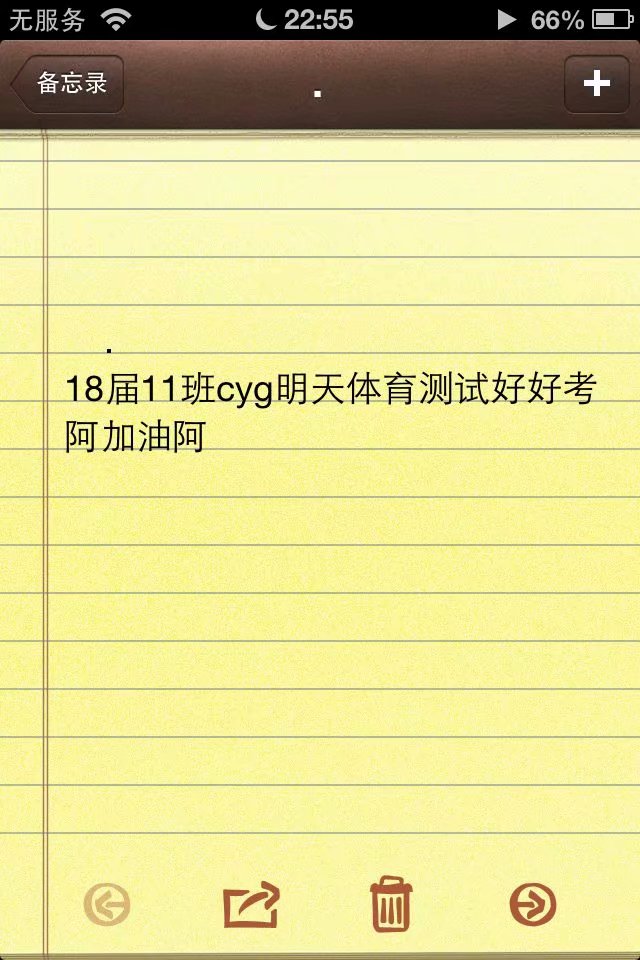 无服务 22:55 66%
备忘录 . +
.
18届11班cyg明天体育测试好好考
阿加油阿